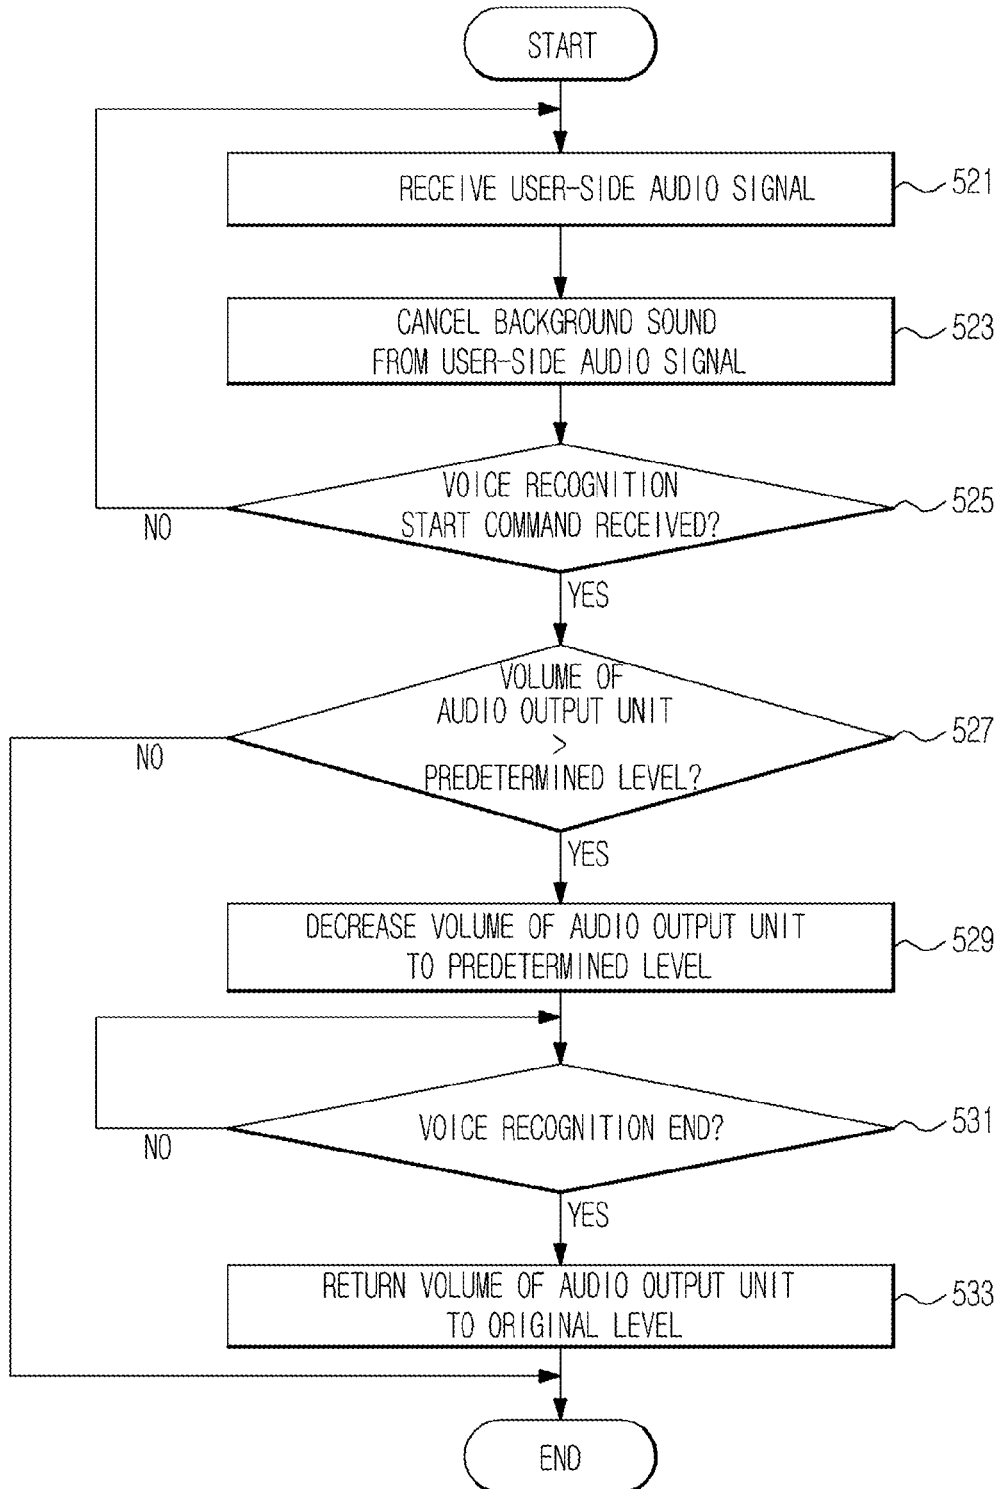 START
RECEIVE USER-SIDE AUDIO SIGNAL
521
CANCEL BACKGROUND SOUND
FROM USER-SIDE AUDIO SIGNAL
523
VOICE RECOGNITION
START COMMAND RECEIVED?
525
NO
YES
VOLUME OF
AUDIO OUTPUT UNIT
>
PREDETERMINED LEVEL?
527
NO
YES
DECREASE VOLUME OF AUDIO OUTPUT UNIT
TO PREDETERMINED LEVEL
529
VOICE RECOGNITION END?
531
NO
YES
RETURN VOLUME OF AUDIO OUTPUT UNIT
TO ORIGINAL LEVEL
533
END